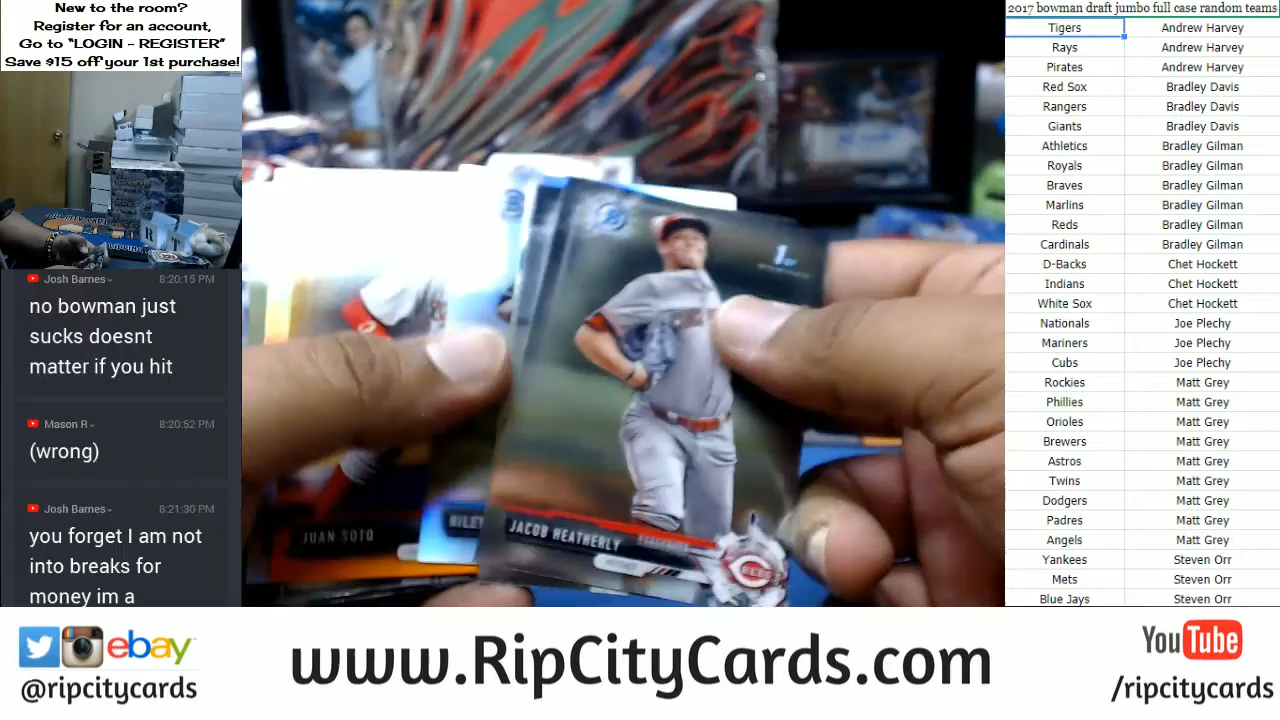 New to the room?
Register for an account,
Go to “LOGIN - REGISTER”
Save $15 off your 1st purchase!
Josh Barnes 8:20:15 PM
no bowman just
sucks doesnt
matter if you hit
Mason R 8:20:52 PM
(wrong)
Josh Barnes 8:21:30 PM
you forget I am not
into breaks for
money im a
JUAN SOTO
RILEY
JACOB HEATHERLY
REDS
2017 bowman draft jumbo full case random teams
Tigers Andrew Harvey
Rays Andrew Harvey
Pirates Andrew Harvey
Red Sox Bradley Davis
Rangers Bradley Davis
Giants Bradley Davis
Athletics Bradley Gilman
Royals Bradley Gilman
Braves Bradley Gilman
Marlins Bradley Gilman
Reds Bradley Gilman
Cardinals Bradley Gilman
D-Backs Chet Hockett
Indians Chet Hockett
White Sox Chet Hockett
Nationals Joe Plechy
Mariners Joe Plechy
Cubs Joe Plechy
Rockies Matt Grey
Phillies Matt Grey
Orioles Matt Grey
Brewers Matt Grey
Astros Matt Grey
Twins Matt Grey
Dodgers Matt Grey
Padres Matt Grey
Angels Matt Grey
Yankees Steven Orr
Mets Steven Orr
Blue Jays Steven Orr
ebay
@ripcitycards
www.RipCityCards.com
YouTube
/ripcitycards